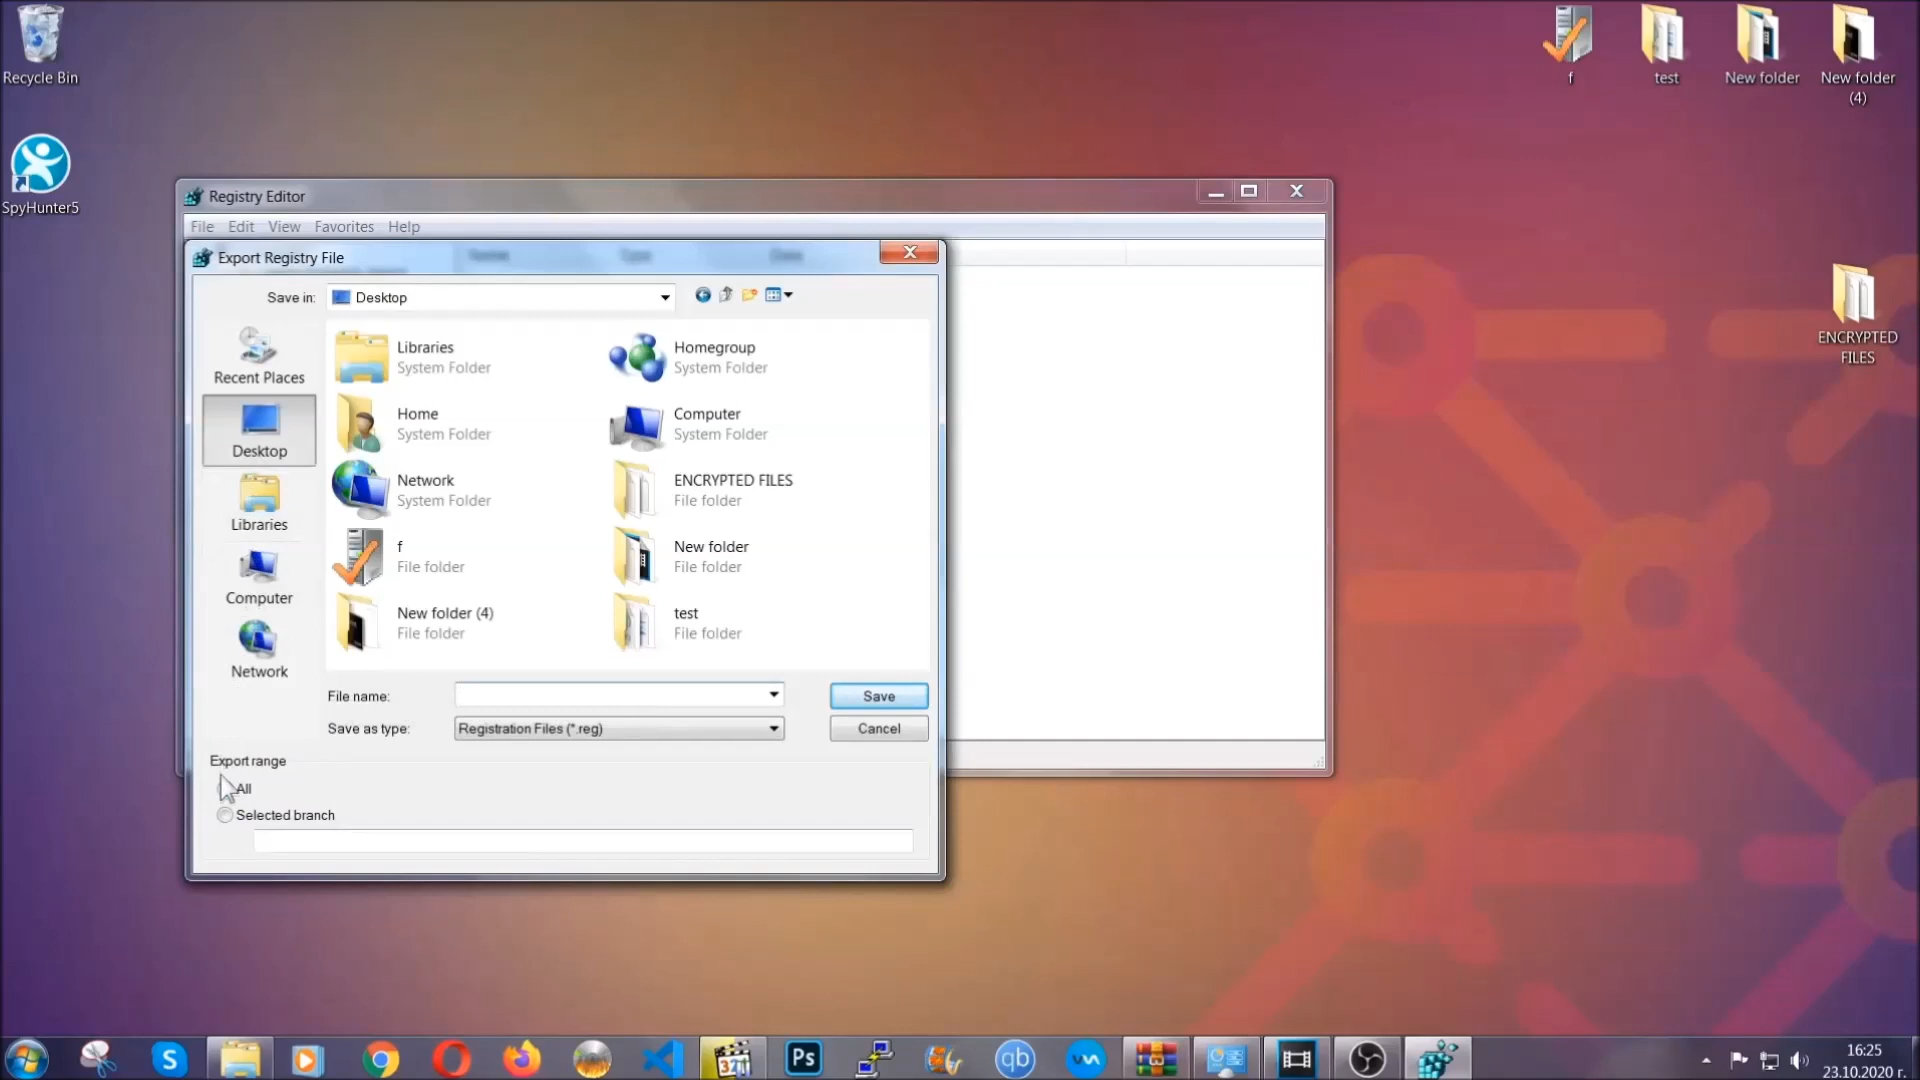 Recycle Bin
SpyHunter5
f
test
New folder
New folder
(4)
ENCRYPTED
FILES
Registry Editor
File Edit View Favorites Help
Export Registry File
Save in:
Desktop
Recent Places
Desktop
Libraries
Computer
Network
Libraries
System Folder
Homegroup
System Folder
Home
System Folder
Computer
System Folder
Network
System Folder
ENCRYPTED FILES
File folder
f
File folder
New folder
File folder
New folder (4)
File folder
test
File folder
File name:
Save
Save as type:
Registration Files (*.reg)
Cancel
Export range
All
Selected branch
S
321
Ps
qb
16:25
23.10.2020 г.